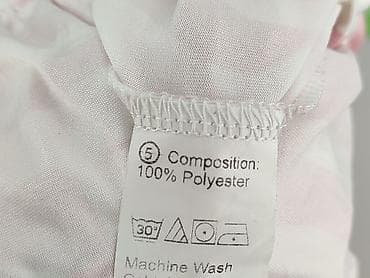 ⑤ Composition:
100% Polyester
30°
Machine Wash